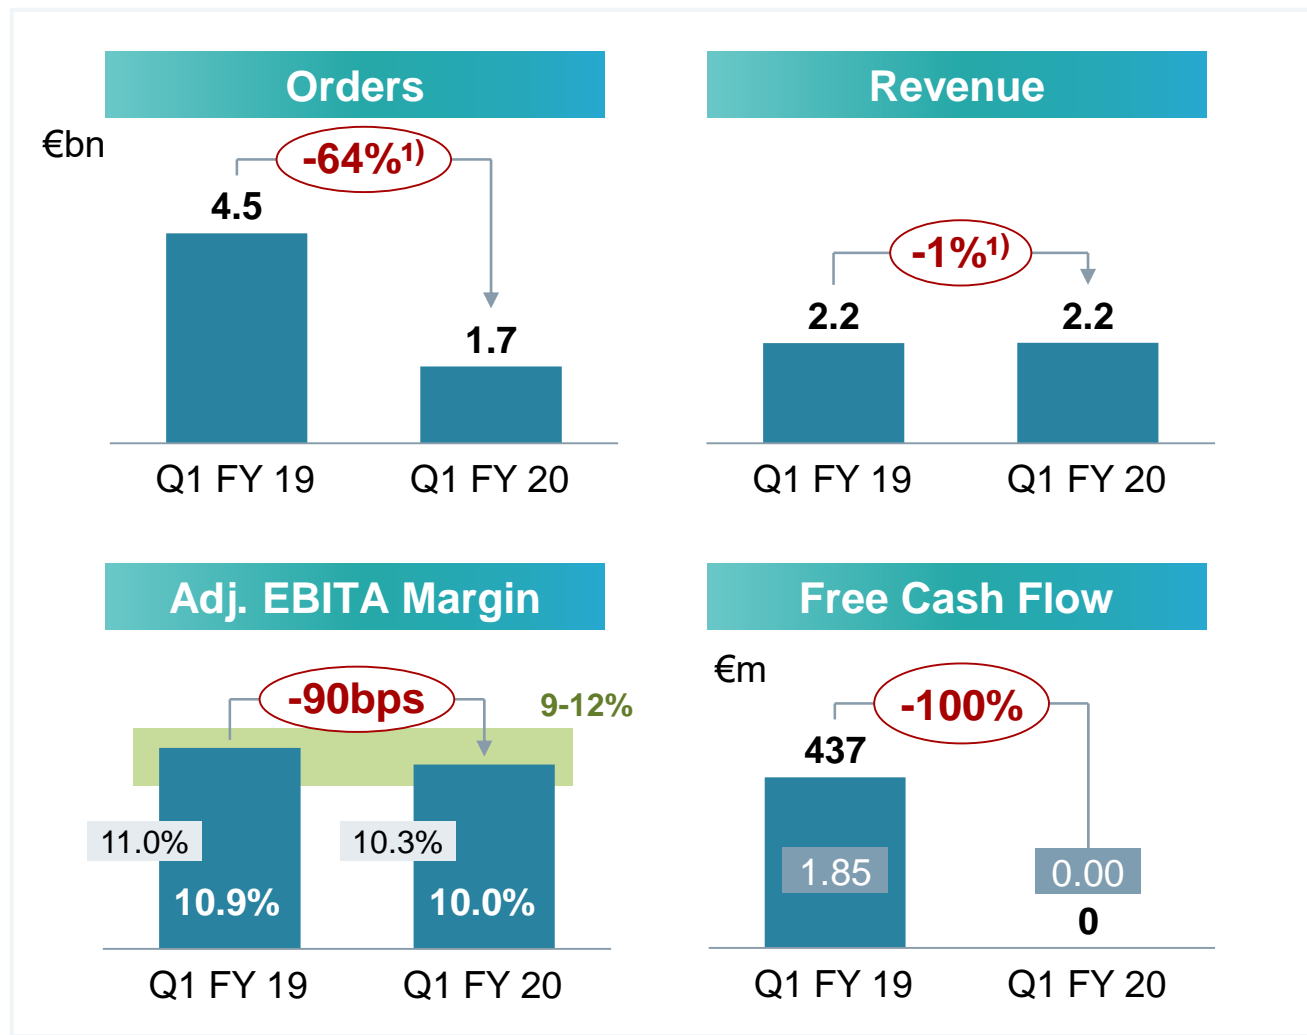 Orders
€bn
-64%¹⁾
4.5
1.7
Q1 FY 19
Q1 FY 20
Revenue
-1%¹⁾
2.2
2.2
Q1 FY 19
Q1 FY 20
Adj. EBITA Margin
-90bps
9-12%
11.0%
10.3%
10.9%
10.0%
Q1 FY 19
Q1 FY 20
Free Cash Flow
€m
-100%
437
1.85
0.00
0
Q1 FY 19
Q1 FY 20